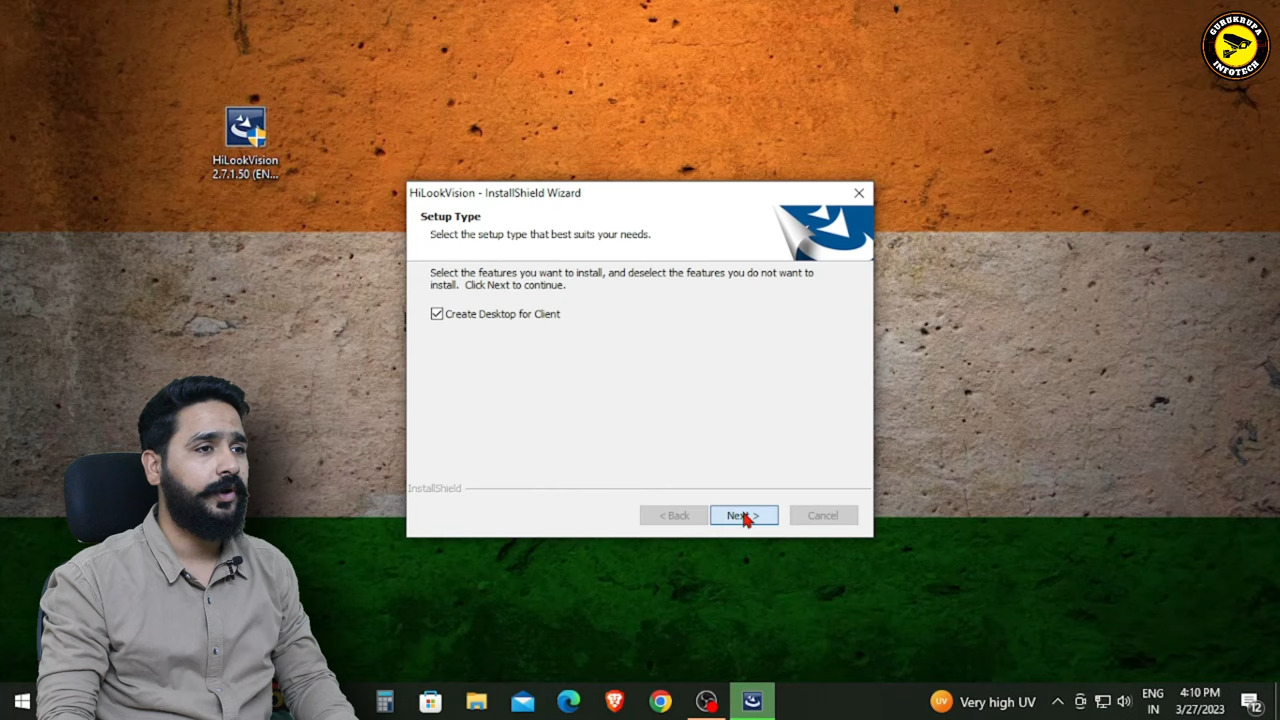 GURUKRUPA
INFOTECH
HiLookVision
2.7.1.50 (EN...
HiLookVision - InstallShield Wizard
Setup Type
Select the setup type that best suits your needs.
Select the features you want to install, and deselect the features you do not want to
install. Click Next to continue.
Create Desktop for Client
InstallShield
< Back
Next >
Cancel
UV
Very high UV
ENG
IN
4:10 PM
3/27/2023
12